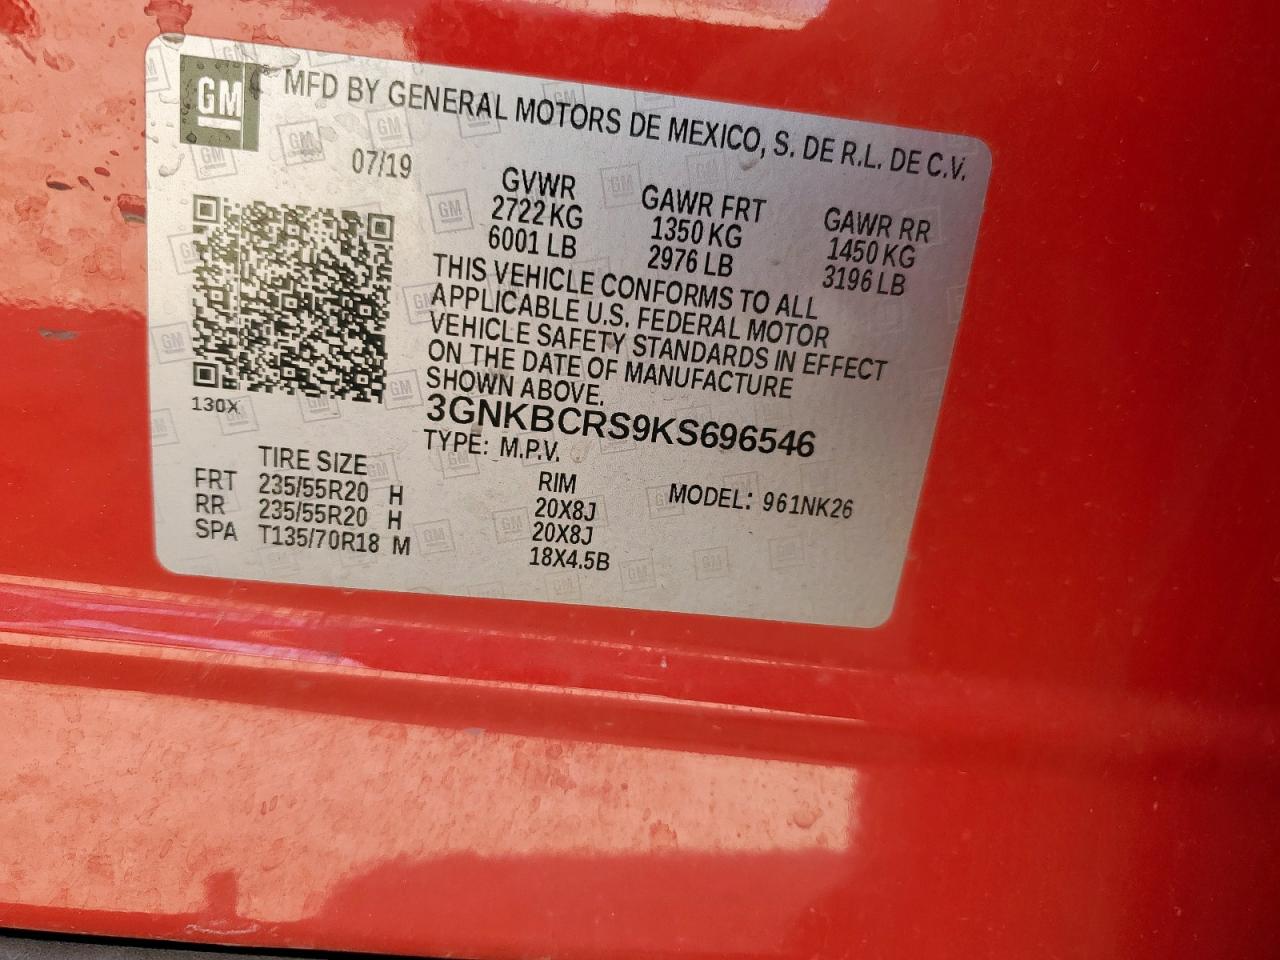 GM
MFD BY GENERAL MOTORS DE MEXICO, S. DE R.L. DE C.V.
07/19
GVWR GAWR FRT GAWR RR
2722 KG 1350 KG 1450 KG
6001 LB 2976 LB 3196 LB
THIS VEHICLE CONFORMS TO ALL
APPLICABLE U.S. FEDERAL MOTOR
VEHICLE SAFETY STANDARDS IN EFFECT
ON THE DATE OF MANUFACTURE
SHOWN ABOVE.
130X
3GNKBCRS9KS696546
TYPE: M.P.V.
TIRE SIZE RIM MODEL: 961NK26
FRT 235/55R20 H 20X8J
RR 235/55R20 H 20X8J
SPA T135/70R18 M 18X4.5B